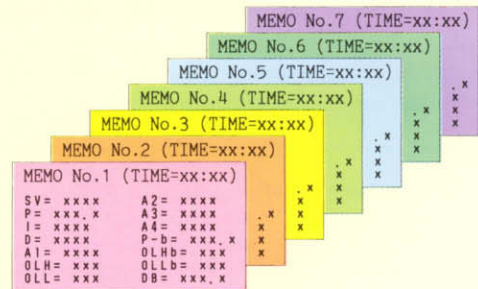 MEMO No.7 (TIME=xx:xx)
. x
x
x
x
MEMO No.6 (TIME=xx:xx)
. x
x
x
x
MEMO No.5 (TIME=xx:xx)
. x
x
x
x
MEMO No.4 (TIME=xx:xx)
. x
x
x
x
MEMO No.3 (TIME=xx:xx)
. x
x
x
x
MEMO No.2 (TIME=xx:xx)
. x
x
x
x
MEMO No.1 (TIME=xx:xx)
SV= xxxx A2= xxxx
P= xxx.x A3= xxxx
I= xxxx A4= xxxx
D= xxxx P-b= xxx.x
A1= xxxx OLHb= xxx
OLH= xxx OLLb= xxx
OLL= xxx DB= xxx.x